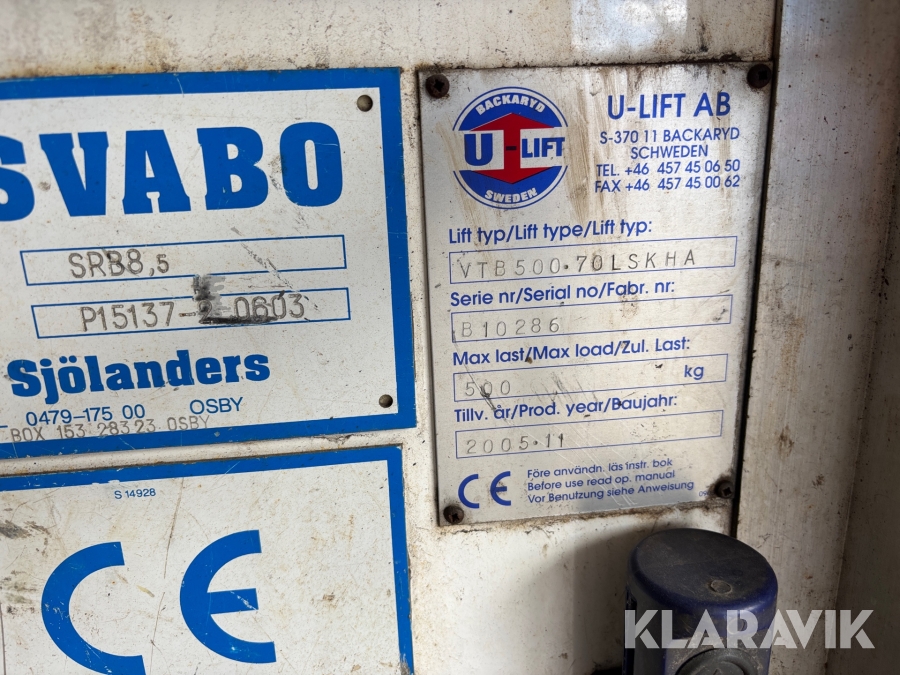 SVABO
SRB8,5
P15137-2-0603
Sjölanders
0479-175 00 OSBY
BOX 153 283 23 OSBY
S 14928
CE
BACKARYD
U-LIFT
SWEDEN
U-LIFT AB
S-370 11 BACKARYD
SCHWEDEN
TEL. +46 457 45 06 50
FAX +46 457 45 00 62
Lift typ/Lift type/Lift typ:
VTB500·70LSKHA
Serie nr/Serial no/Fabr. nr:
B10286
Max last/Max load/Zul. Last:
500 kg
Tillv. år/Prod. year/Baujahr:
2005·11
CE
Före användn. läs instr. bok
Before use read op. manual
Vor Benutzung siehe Anweisung
KLARAVIK